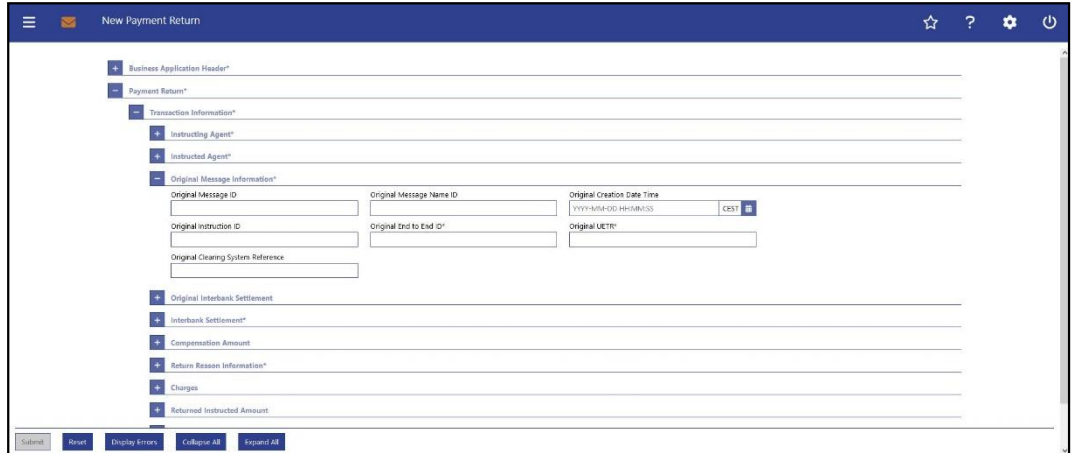 New Payment Return
?
+ Business Application Header*
- Payment Return*
- Transaction Information*
+ Instructing Agent*
+ Instructed Agent*
- Original Message Information*
Original Message ID Original Message Name ID Original Creation Date Time
YYYY-MM-DD HH:MM:SS CEST
Original Instruction ID Original End to End ID* Original UETR*
Original Clearing System Reference
+ Original Interbank Settlement
+ Interbank Settlement*
+ Compensation Amount
+ Return Reason Information*
+ Charges
+ Returned Instructed Amount
Submit Reset Display Errors Collapse All Expand All